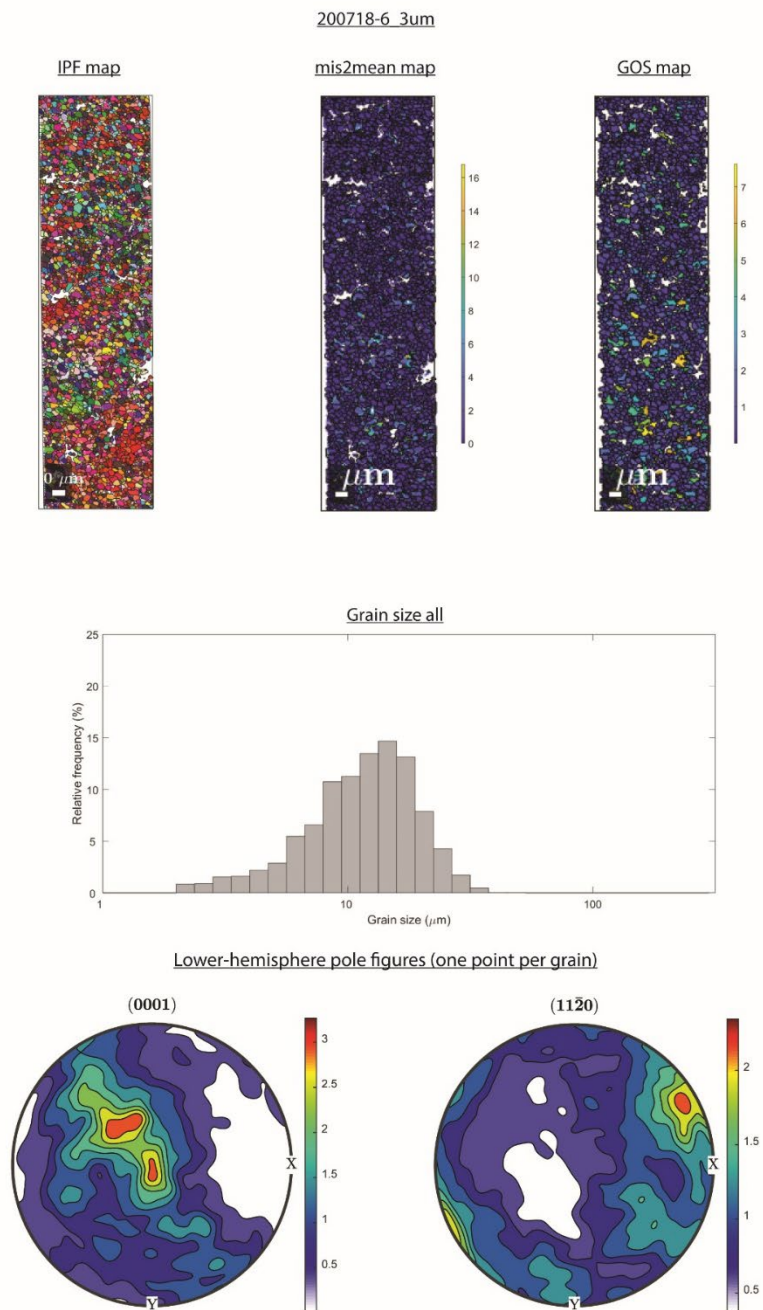 200718-6_3um
IPF map
mis2mean map
GOS map
16
14
12
10
8
6
4
2
0
7
6
5
4
3
2
1
0 μm
μm
μm
Grain size all
25
20
15
10
5
0
Relative frequency (%)
1
10
100
Grain size (μm)
Lower-hemisphere pole figures (one point per grain)
(0001)
(112̄0)
X
Y
3
2.5
2
1.5
1
0.5
X
Y
2
1.5
1
0.5